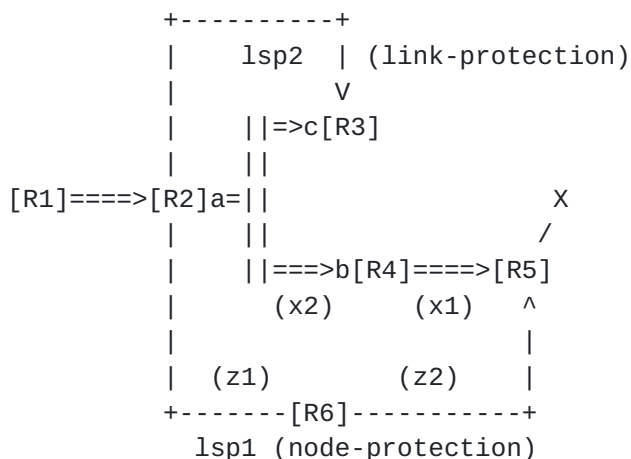 +----------+
               |     lsp2  | (link-protection)
               |           V
               |     ||=>c[R3]
               |     ||
[R1]====>[R2]a=||                  X
               |     ||                 /
               |     ||===>b[R4]====>[R5]
               |       (x2)     (x1)   ^
               |                       |
               |  (z1)        (z2)     |
               +-------[R6]-----------+
                 lsp1 (node-protection)